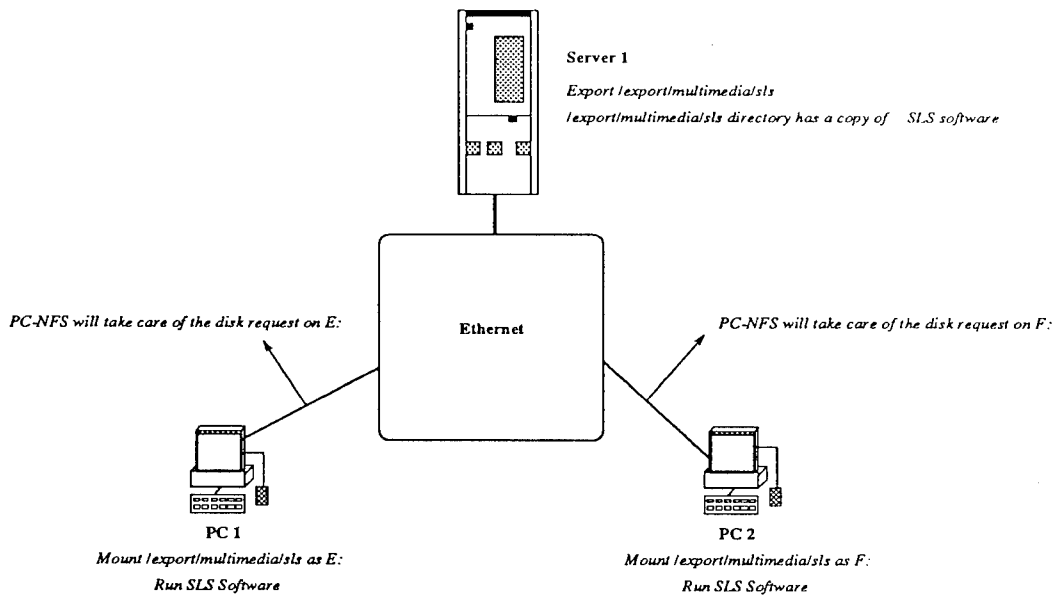 Server 1
Export /export/multimedia/sls
/export/multimedia/sls directory has a copy of SLS software
PC-NFS will take care of the disk request on E:
Ethernet
PC-NFS will take care of the disk request on F:
PC 1
Mount /export/multimedia/sls as E:
Run SLS Software
PC 2
Mount /export/multimedia/sls as F:
Run SLS Software